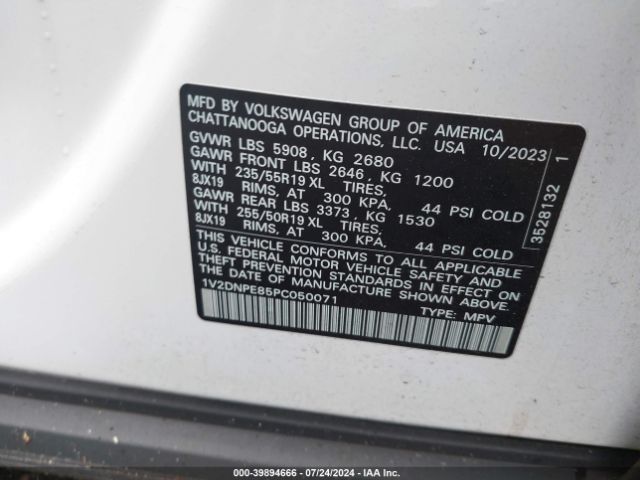 MFD BY VOLKSWAGEN GROUP OF AMERICA
CHATTANOOGA OPERATIONS, LLC. USA 10/2023
GVWR LBS 5908 , KG 2680
GAWR FRONT LBS 2646 , KG 1200
WITH 235/55R19 XL TIRES,
8JX19 RIMS, AT 300 KPA, 44 PSI COLD
GAWR REAR LBS 3373 , KG 1530
WITH 255/50R19 XL TIRES,
8JX19 RIMS, AT 300 KPA, 44 PSI COLD
THIS VEHICLE CONFORMS TO ALL APPLICABLE
U.S. FEDERAL MOTOR VEHICLE SAFETY AND
THEFT PREVENTION STANDARDS IN EFFECT ON
THE DATE OF MANUFACTURE SHOWN ABOVE.
1V2DNPE85PC050071 TYPE: MPV
3528132 1
000-39894666 / 07/24/2024 / IAA Inc.